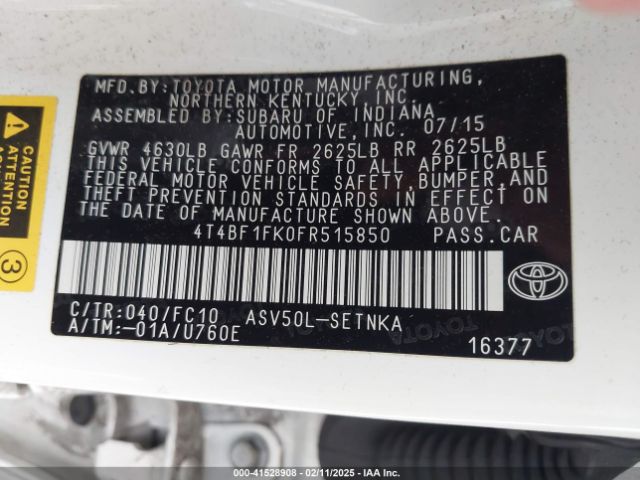 MFD.BY:TOYOTA MOTOR MANUFACTURING,
NORTHERN KENTUCKY,INC.
ASSEMBLED BY:SUBARU OF INDIANA
AUTOMOTIVE,INC. 07/15
GVWR 4630LB GAWR FR 2625LB RR 2625LB
THIS VEHICLE CONFORMS TO ALL APPLICABLE
FEDERAL MOTOR VEHICLE SAFETY,BUMPER,AND
THEFT PREVENTION STANDARDS IN EFFECT ON
THE DATE OF MANUFACTURE SHOWN ABOVE.
4T4BF1FK0FR515850 PASS.CAR
C/TR:040/FC10 ASV50L-SETNKA
A/TM:-01A/U760E
16377
TOYOTA
CAUTION
3
000-41528908 - 02/11/2025 - IAA Inc.